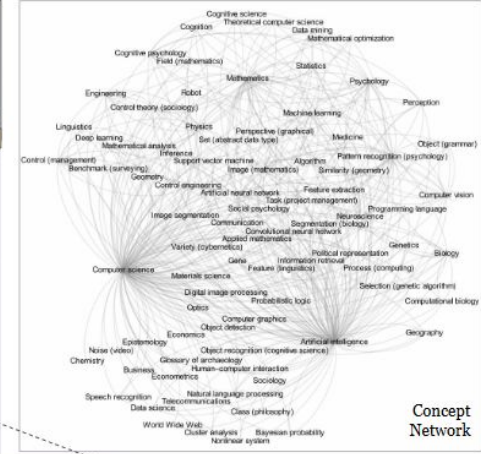 Cognitive science
Theoretical computer science
Cognition
Data mining
Mathematical optimization
Cognitive psychology
Field (mathematics)
Statistics
Mathematics
Psychology
Engineering
Robot
Perception
Control theory (sociology)
Machine learning
Linguistics
Physics
Perspective (graphical)
Deep learning
Set (abstract data type)
Medicine
Mathematical analysis
Object (grammar)
Inference
Control (management)
Support vector machine
Algorithm
Pattern recognition (psychology)
Benchmark (surveying)
Image (mathematics)
Similarity (geometry)
Geometry
Control engineering
Artificial neural network
Feature extraction
Computer vision
Task (project management)
Social psychology
Programming language
Image segmentation
Neuroscience
Communication
Segmentation (biology)
Convolutional neural network
Applied mathematics
Variety (cybernetics)
Genetics
Political representation
Biology
Gene
Information retrieval
Computer science
Feature (linguistics)
Process (computing)
Materials science
Selection (genetic algorithm)
Digital image processing
Probabilistic logic
Computational biology
Optics
Computer graphics
Object detection
Geography
Economics
Epistemology
Artificial intelligence
Noise (video)
Object recognition (cognitive science)
Chemistry
Glossary of archaeology
Business
Human–computer interaction
Econometrics
Sociology
Speech recognition
Natural language processing
Telecommunications
Data science
Class (philosophy)
World Wide Web
Cluster analysis
Bayesian probability
Nonlinear system
Concept
Network